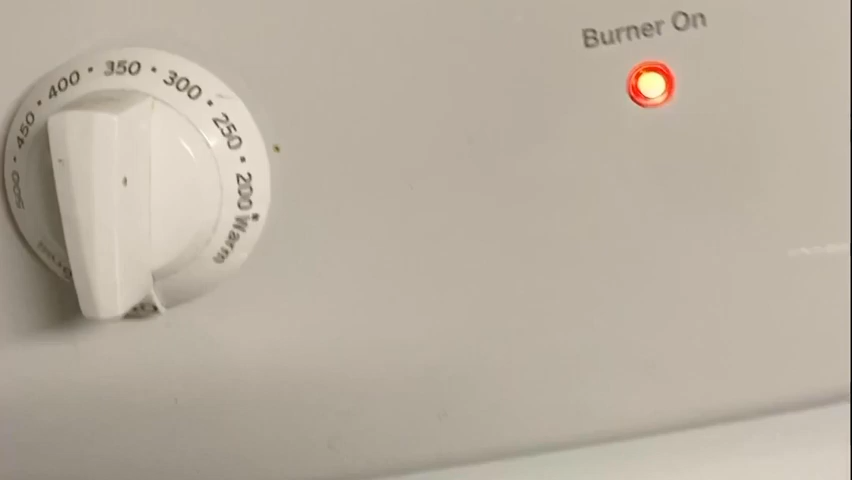 Burner On
500 • 450 • 400 • 350 • 300 • 250 • 200 Warm